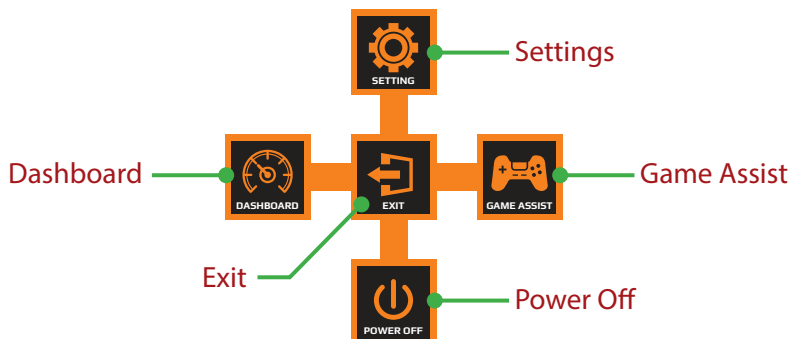 SETTING
Settings
Dashboard
DASHBOARD
EXIT
GAME ASSIST
Game Assist
Exit
POWER OFF
Power Off